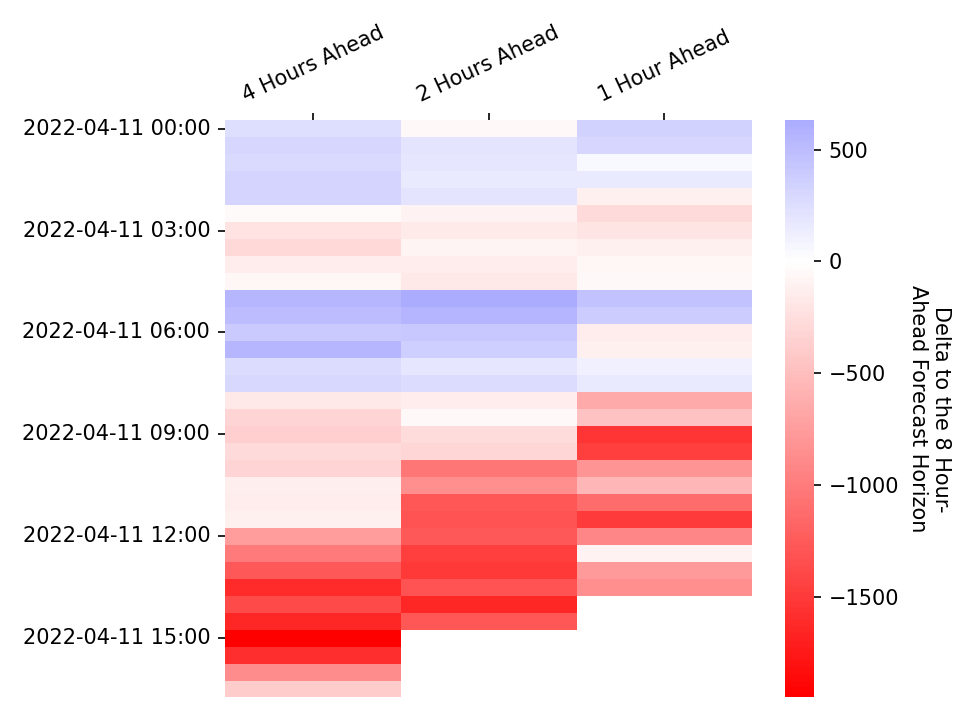 4 Hours Ahead
2 Hours Ahead
1 Hour Ahead
2022-04-11 00:00
2022-04-11 03:00
2022-04-11 06:00
2022-04-11 09:00
2022-04-11 12:00
2022-04-11 15:00
500
0
−500
−1000
−1500
Delta to the 8 Hour-
Ahead Forecast Horizon